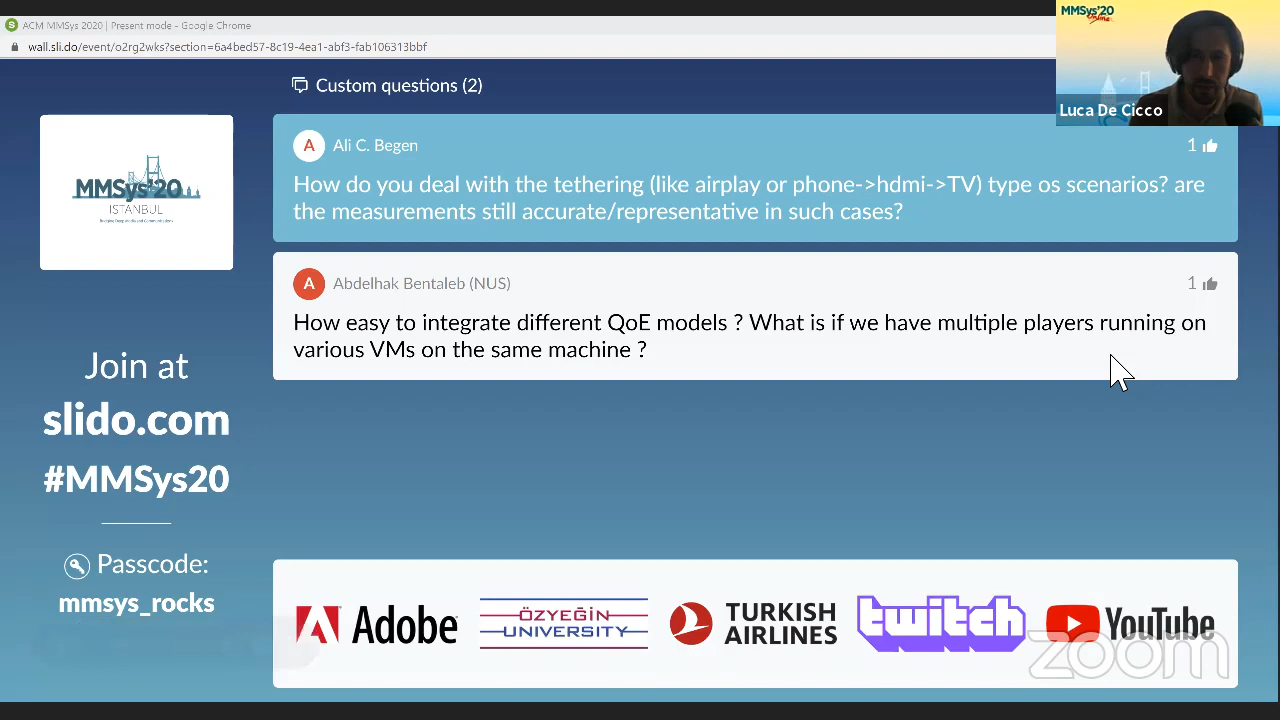 ACM MMSys 2020 | Present mode - Google Chrome
wall.sli.do/event/o2rg2wks?section=6a4bed57-8c19-4ea1-abf3-fab106313bbf
MMSys'20
Online
Luca De Cicco
Custom questions (2)
MMSys'20
ISTANBUL
A Ali C. Begen 1
How do you deal with the tethering (like airplay or phone->hdmi->TV) type os scenarios? are
the measurements still accurate/representative in such cases?
A Abdelhak Bentaleb (NUS) 1
How easy to integrate different QoE models ? What is if we have multiple players running on
various VMs on the same machine ?
Join at
slido.com
#MMSys20
Passcode:
mmsys_rocks
Adobe
ÖZYEĞİN
UNIVERSITY
TURKISH
AIRLINES
twitch
YouTube
zoom